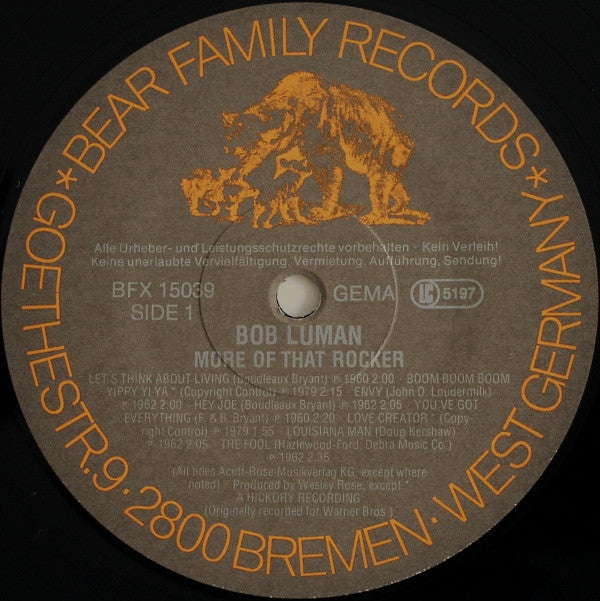 *BEAR FAMILY RECORDS*
GOETHESTR. 9 · 2800 BREMEN · WEST GERMANY
Alle Urheber- und Leistungsschutzrechte vorbehalten · Kein Verleih!
Keine unerlaubte Vervielfältigung, Vermietung, Aufführung, Sendung!
BFX 15039 GEMA LC 5197
SIDE 1
BOB LUMAN
MORE OF THAT ROCKER
LET'S THINK ABOUT LIVING (Boudleaux Bryant) ℗ 1960 2.00 · BOOM BOOM BOOM
YIPPY YI YA * (Copyright Control) ℗ 1979 2.15 · ENVY (John D. Loudermilk)
℗ 1962 2.00 · HEY JOE (Boudleaux Bryant) ℗ 1962 2.05 · YOU'VE GOT
EVERYTHING (F. & B. Bryant) ℗ 1960 2.20 · LOVE CREATOR * (Copy-
right Control) ℗ 1979 1.55 · LOUISIANA MAN (Doug Kershaw)
℗ 1962 2.05 · THE FOOL (Hazlewood-Ford; Debra Music Co.)
℗ 1962 2.35
(All titles Acuff-Rose Musikverlag KG, except where
noted) · Produced by Wesley Rose, except *
A HICKORY RECORDING
(Originally recorded for Warner Bros.)